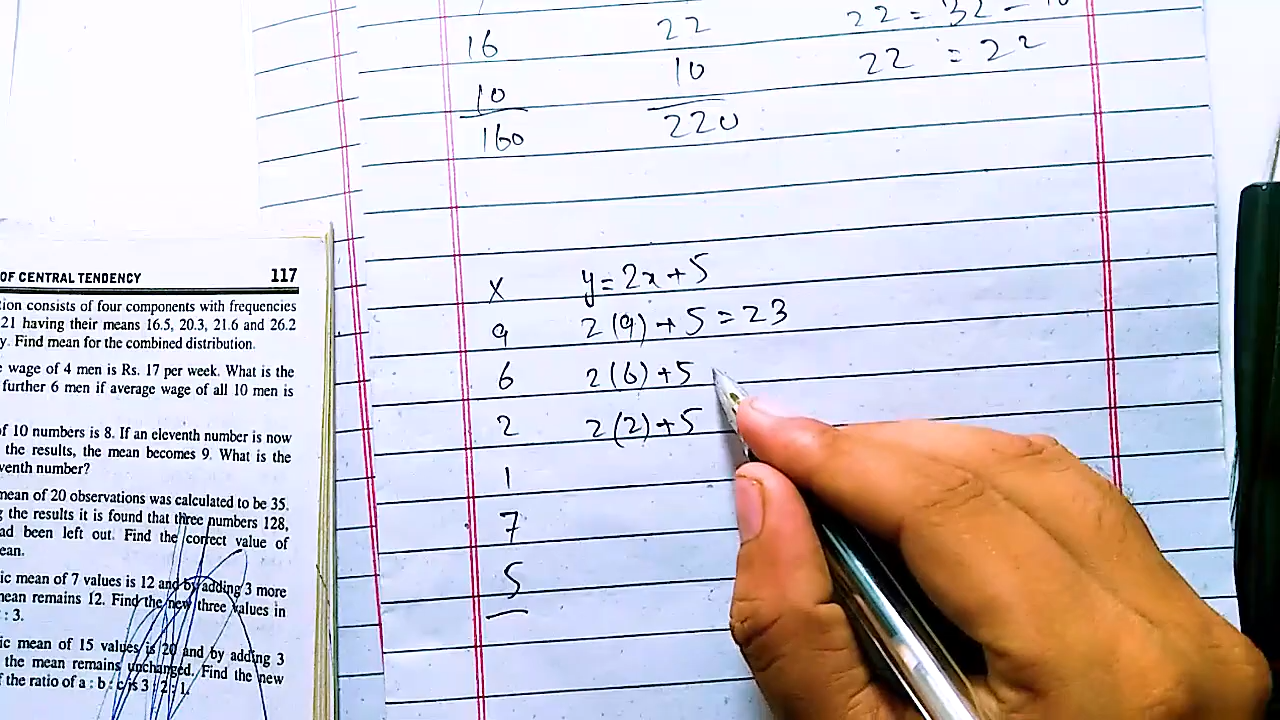 16 22 22 = 32 - 10
10 10 22 = 22
160 220
x y = 2x + 5
9 2(9) + 5 = 23
6 2(6) + 5
2 2(2) + 5
1
7
5
OF CENTRAL TENDENCY 117
tion consists of four components with frequencies
21 having their means 16.5, 20.3, 21.6 and 26.2
y. Find mean for the combined distribution.
wage of 4 men is Rs. 17 per week. What is the
further 6 men if average wage of all 10 men is
of 10 numbers is 8. If an eleventh number is now
the results, the mean becomes 9. What is the
venth number?
mean of 20 observations was calculated to be 35.
the results it is found that three numbers 128,
ad been left out. Find the correct value of
ean.
ic mean of 7 values is 12 and by adding 3 more
mean remains 12. Find the new three values in
: 3.
ic mean of 15 values is 20 and by adding 3
the mean remains unchanged. Find the new
f the ratio of a : b : c is 3 : 2 : 1.